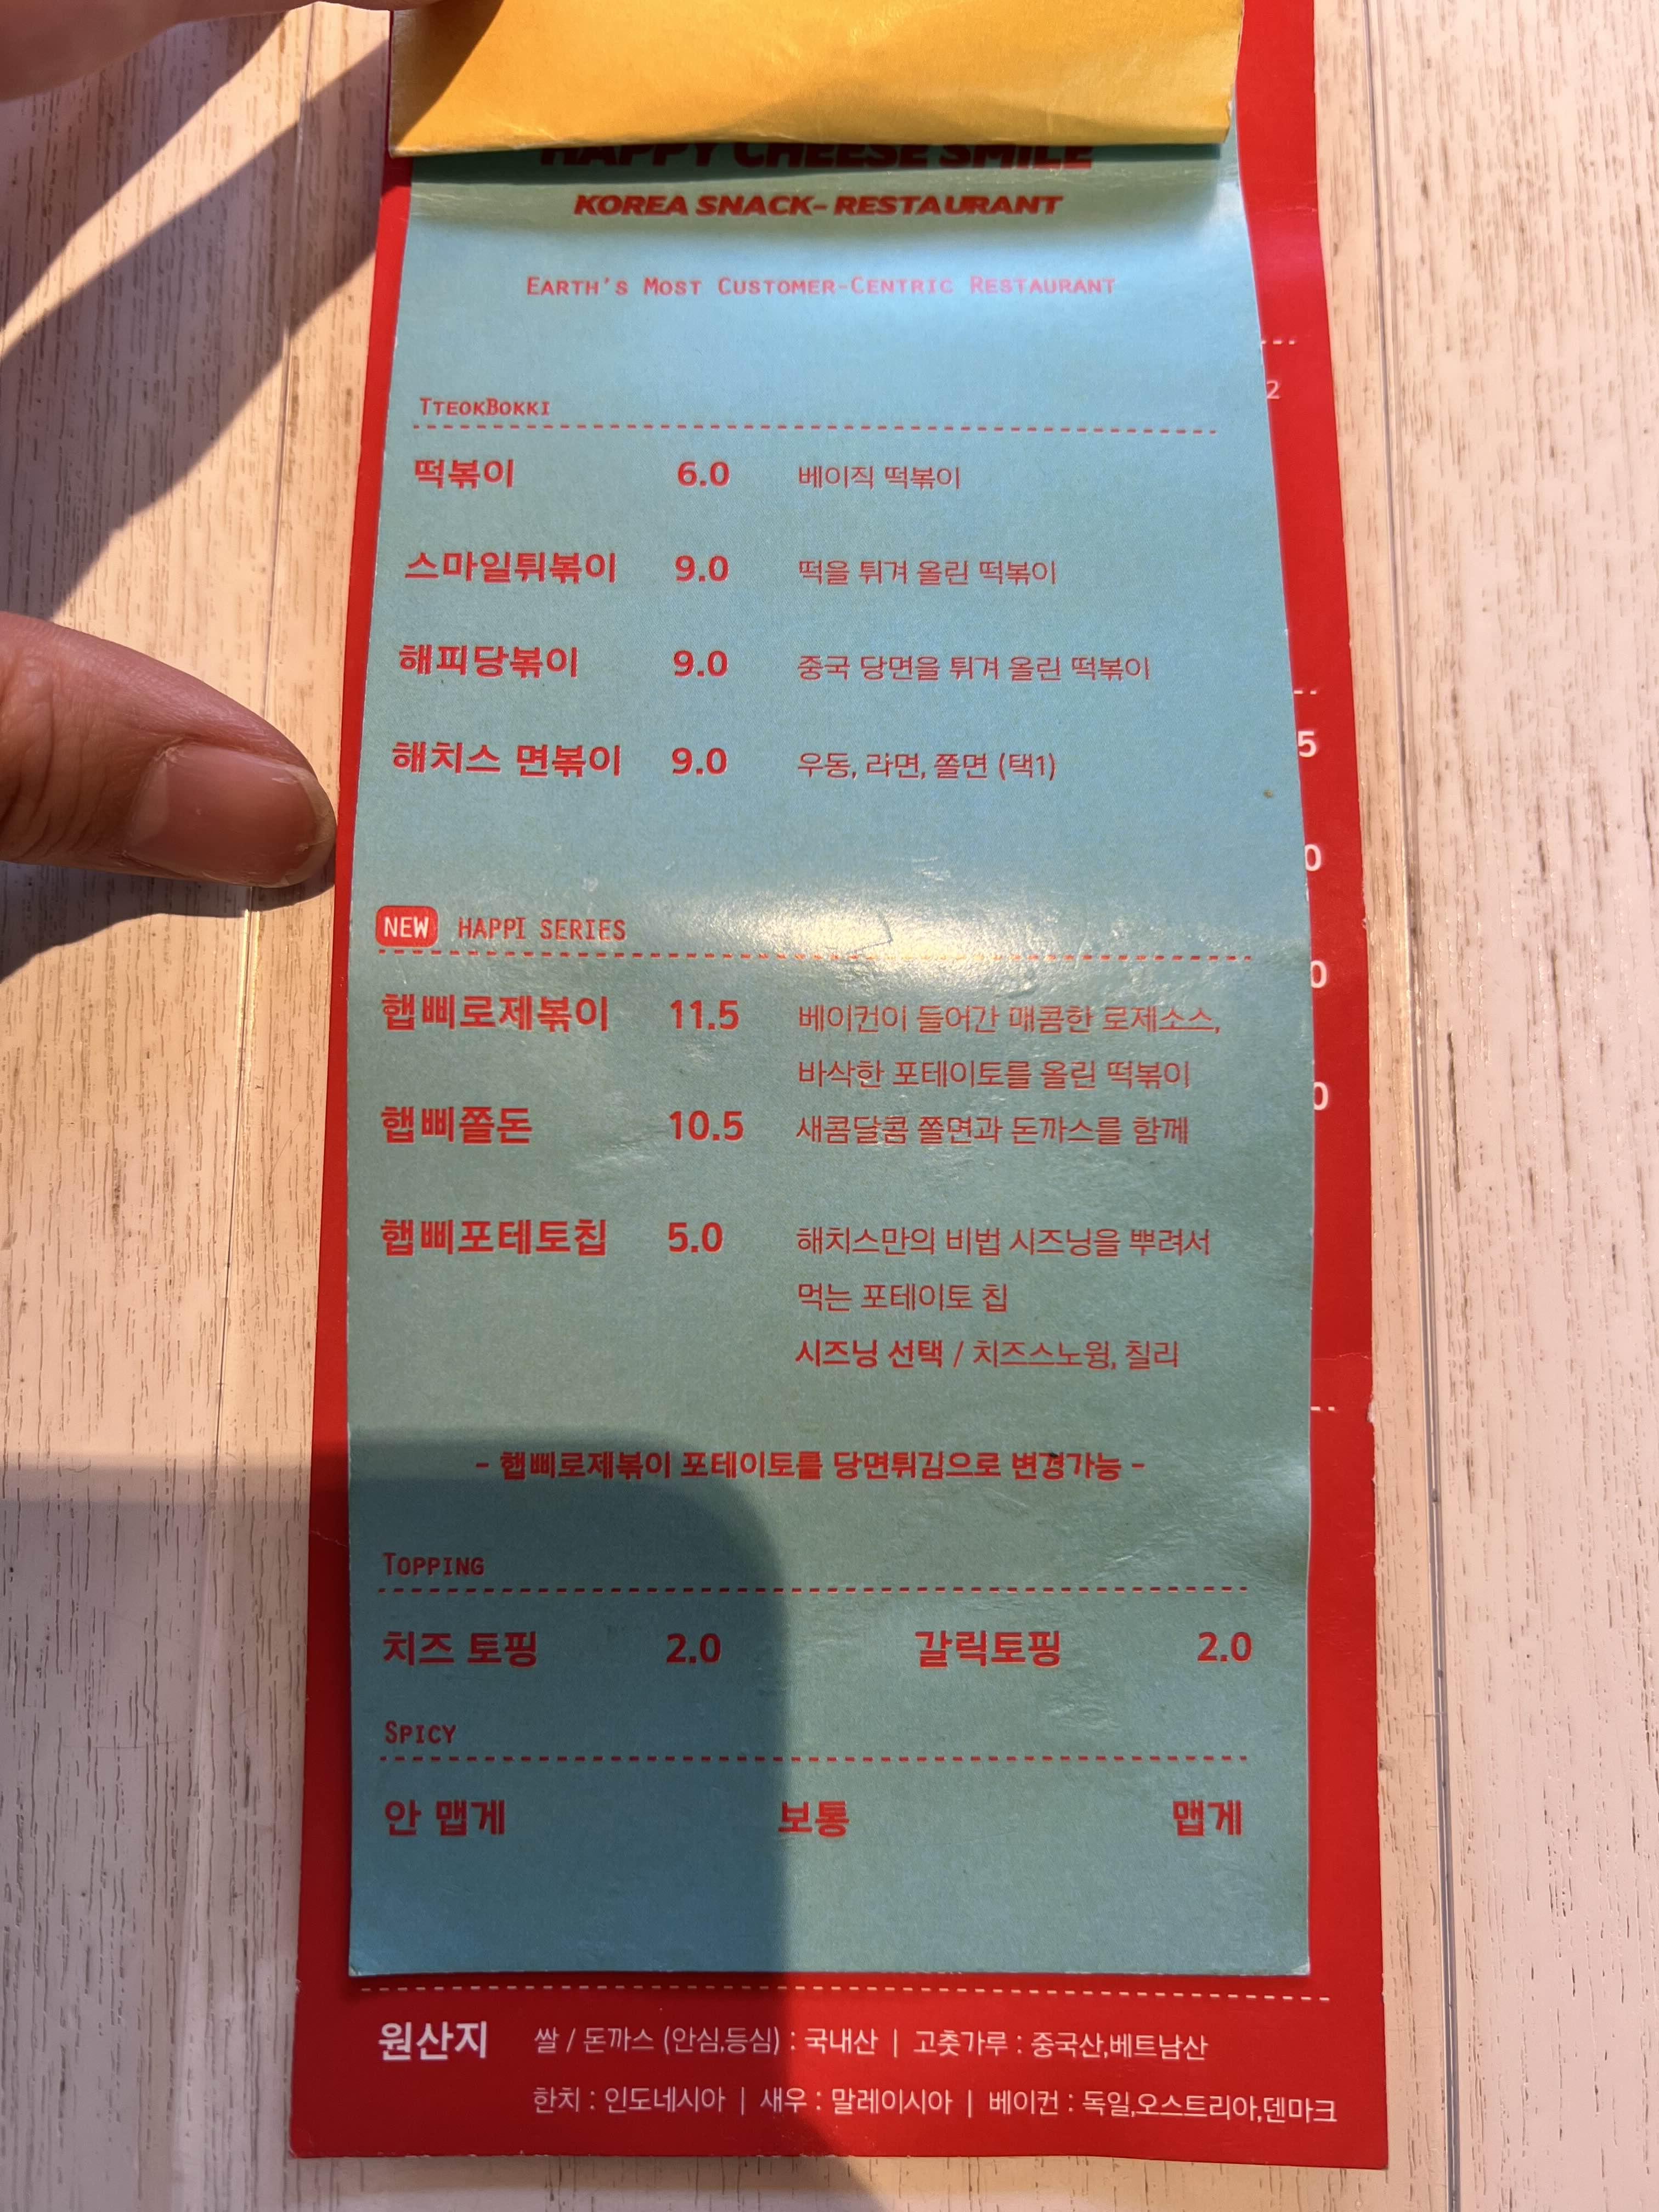 HAPPY CHEESE SMILE
KOREA SNACK- RESTAURANT
EARTH'S MOST CUSTOMER-CENTRIC RESTAURANT
TTEOKBOKKI
떡볶이 6.0 베이직 떡볶이
스마일튀볶이 9.0 떡을 튀겨 올린 떡볶이
해피당볶이 9.0 중국 당면을 튀겨 올린 떡볶이
해치스 면볶이 9.0 우동, 라면, 쫄면 (택1)
NEW HAPPI SERIES
햅삐로제볶이 11.5 베이컨이 들어간 매콤한 로제소스,
바삭한 포테이토를 올린 떡볶이
햅삐쫄돈 10.5 새콤달콤 쫄면과 돈까스를 함께
햅삐포테토칩 5.0 해치스만의 비법 시즈닝을 뿌려서
먹는 포테이토 칩
시즈닝 선택 / 치즈스노윙, 칠리
- 햅삐로제볶이 포테이토를 당면튀김으로 변경가능 -
TOPPING
치즈 토핑 2.0 갈릭토핑 2.0
SPICY
안 맵게 보통 맵게
원산지 쌀 / 돈까스 (안심,등심) : 국내산 | 고춧가루 : 중국산,베트남산
한치 : 인도네시아 | 새우 : 말레이시아 | 베이컨 : 독일,오스트리아,덴마크